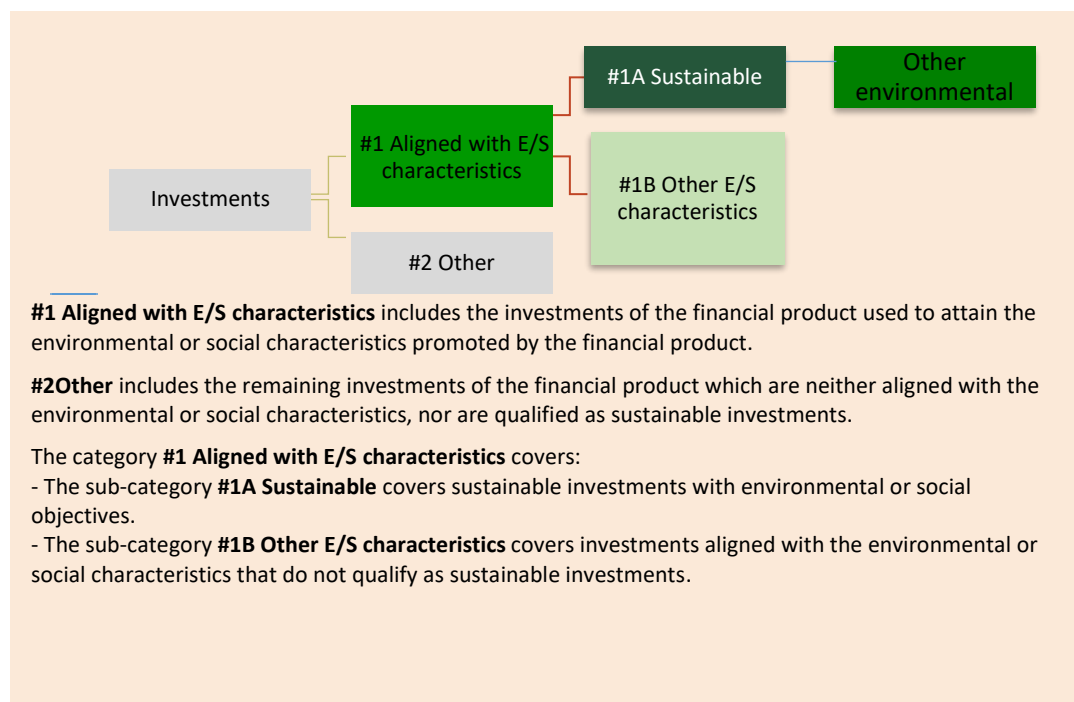 #1A Sustainable
Other
environmental
#1 Aligned with E/S
characteristics
#1B Other E/S
characteristics
Investments
#2 Other
#1 Aligned with E/S characteristics includes the investments of the financial product used to attain the
environmental or social characteristics promoted by the financial product.
#2Other includes the remaining investments of the financial product which are neither aligned with the
environmental or social characteristics, nor are qualified as sustainable investments.
The category #1 Aligned with E/S characteristics covers:
- The sub-category #1A Sustainable covers sustainable investments with environmental or social
objectives.
- The sub-category #1B Other E/S characteristics covers investments aligned with the environmental or
social characteristics that do not qualify as sustainable investments.